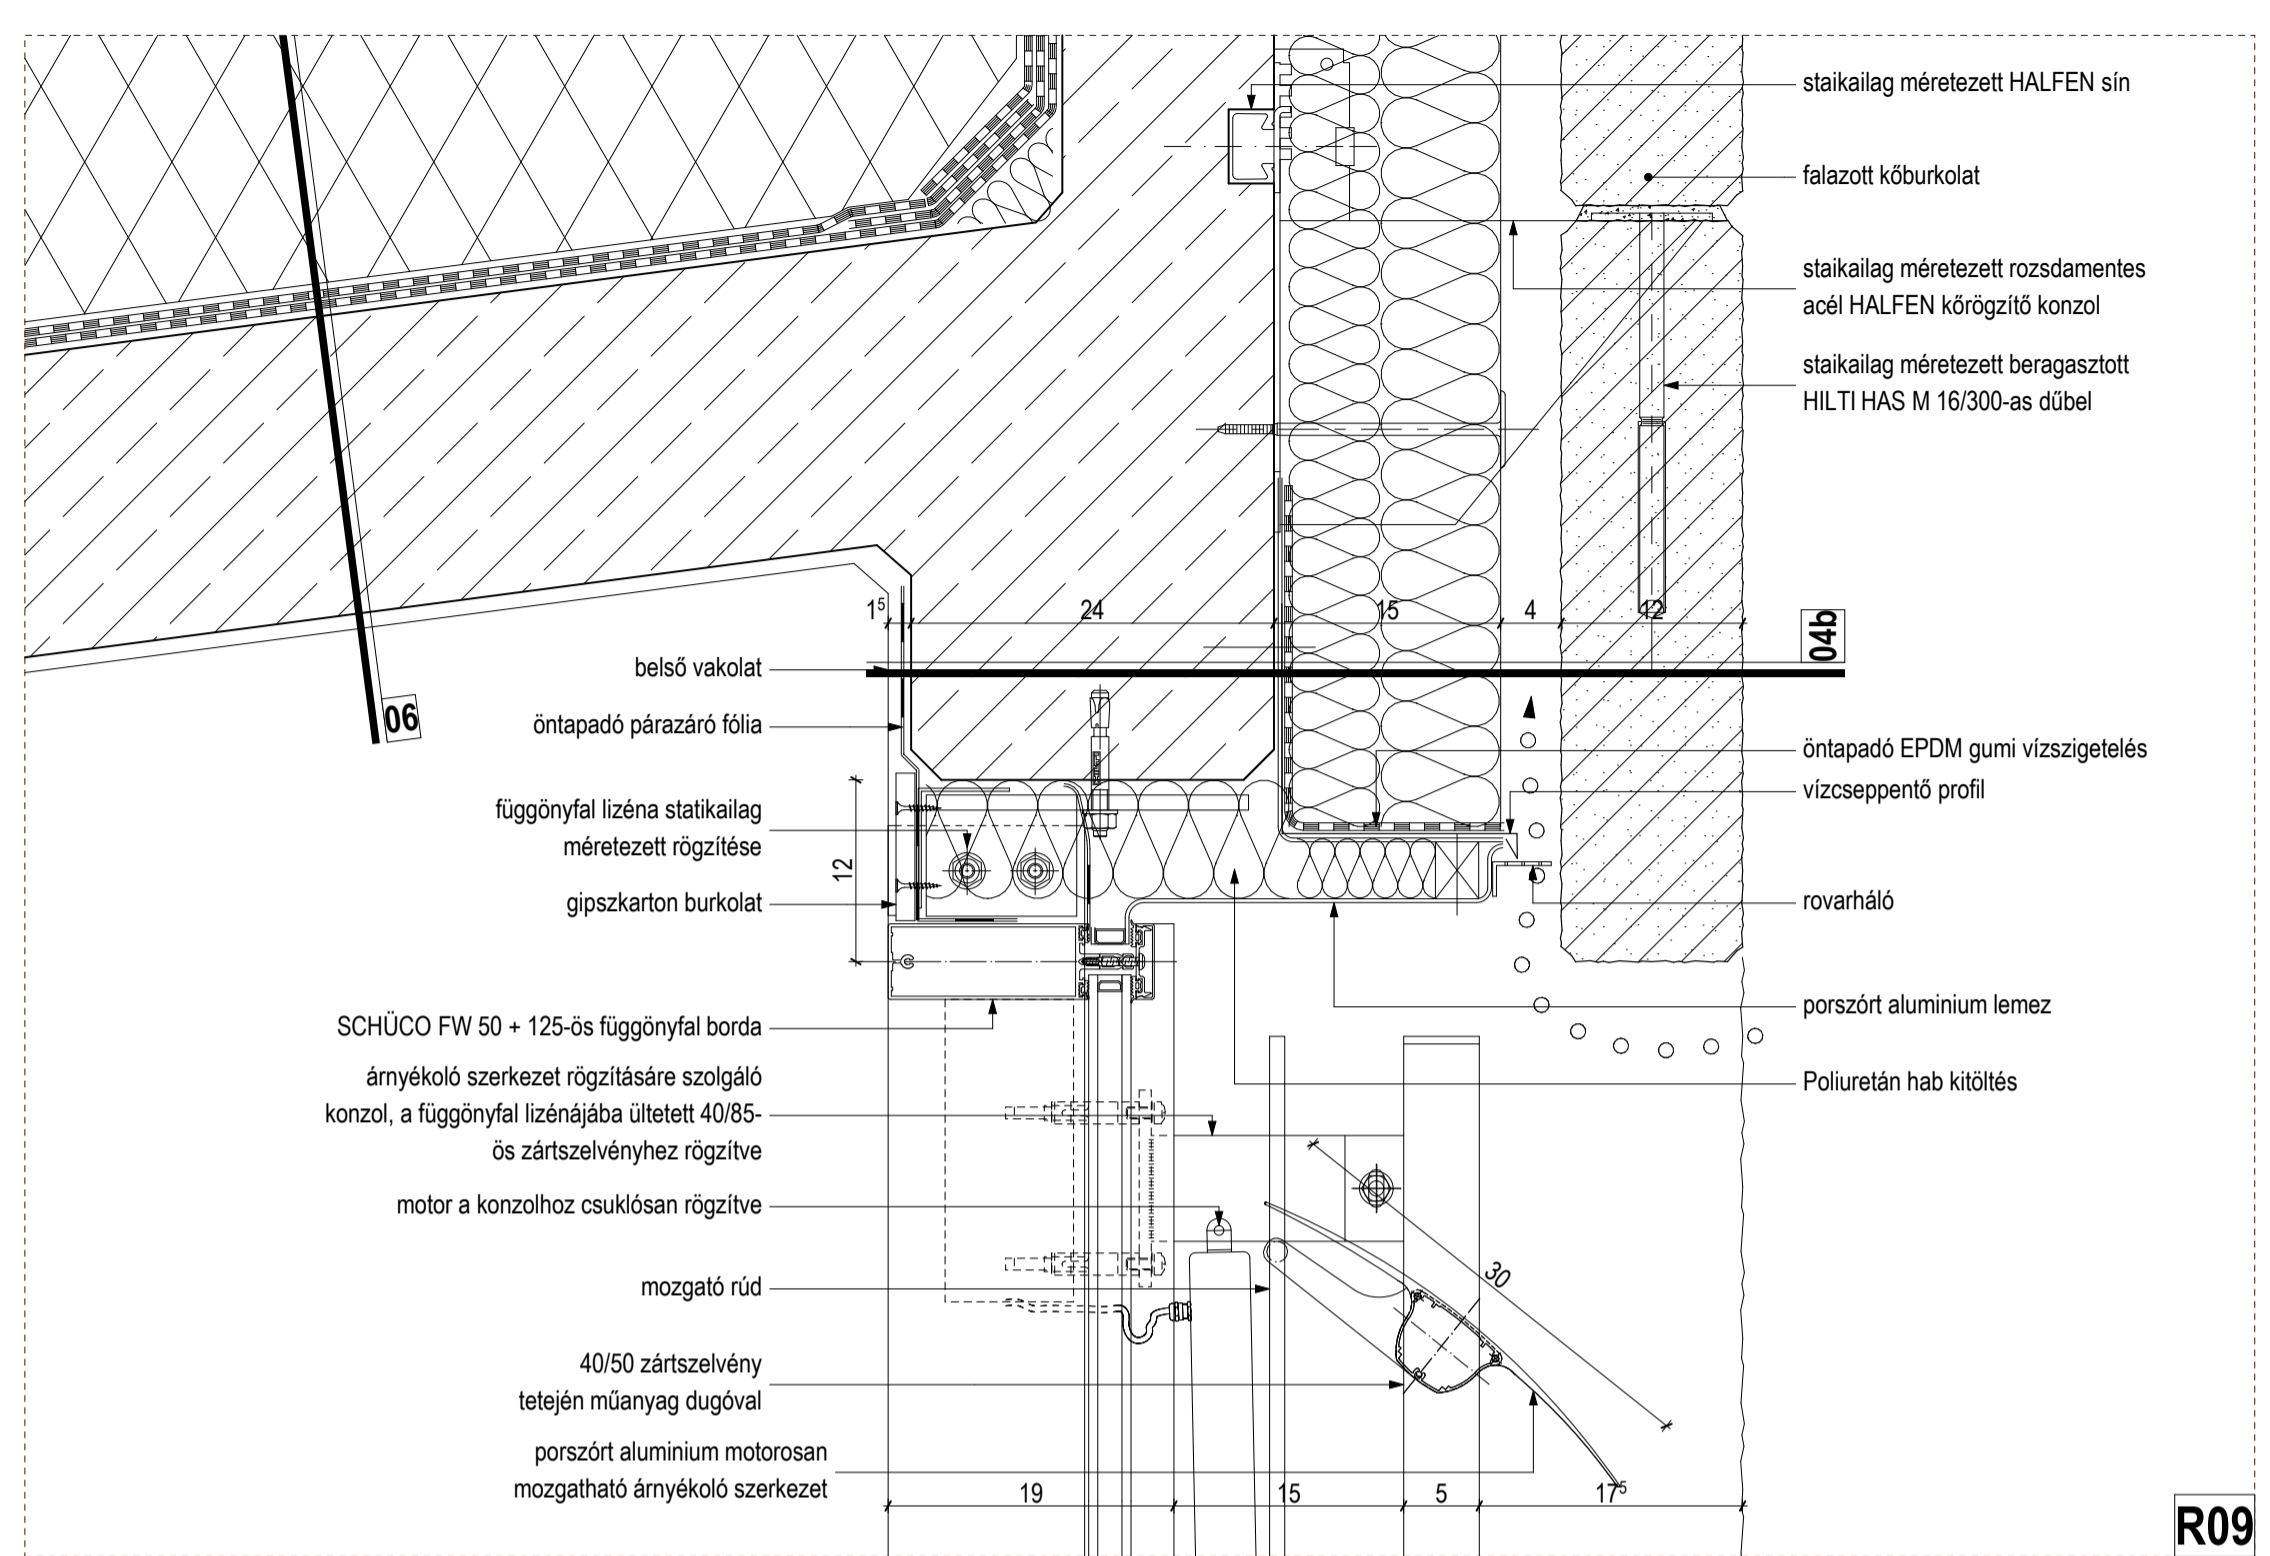 staikailag méretezett HALFEN sín
falazott kőburkolat
staikailag méretezett rozsdamentes
acél HALFEN kőrögzítő konzol
staikailag méretezett beragasztott
HILTI HAS M 16/300-as dűbel
1⁵ 24 15 4 12
04b
belső vakolat
06
öntapadó párazáró fólia
öntapadó EPDM gumi vízszigetelés
vízcseppentő profil
függönyfal lizéna statikailag
méretezett rögzítése
12
gipszkarton burkolat
rovarháló
SCHÜCO FW 50 + 125-ös függönyfal borda
porszórt aluminium lemez
árnyékoló szerkezet rögzításáre szolgáló
konzol, a függönyfal lizénájába ültetett 40/85-
ös zártszelvényhez rögzítve
Poliuretán hab kitöltés
motor a konzolhoz csuklósan rögzítve
mozgató rúd
30
40/50 zártszelvény
tetején műanyag dugóval
porszórt aluminium motorosan
mozgatható árnyékoló szerkezet
19 15 5 17⁵
R09